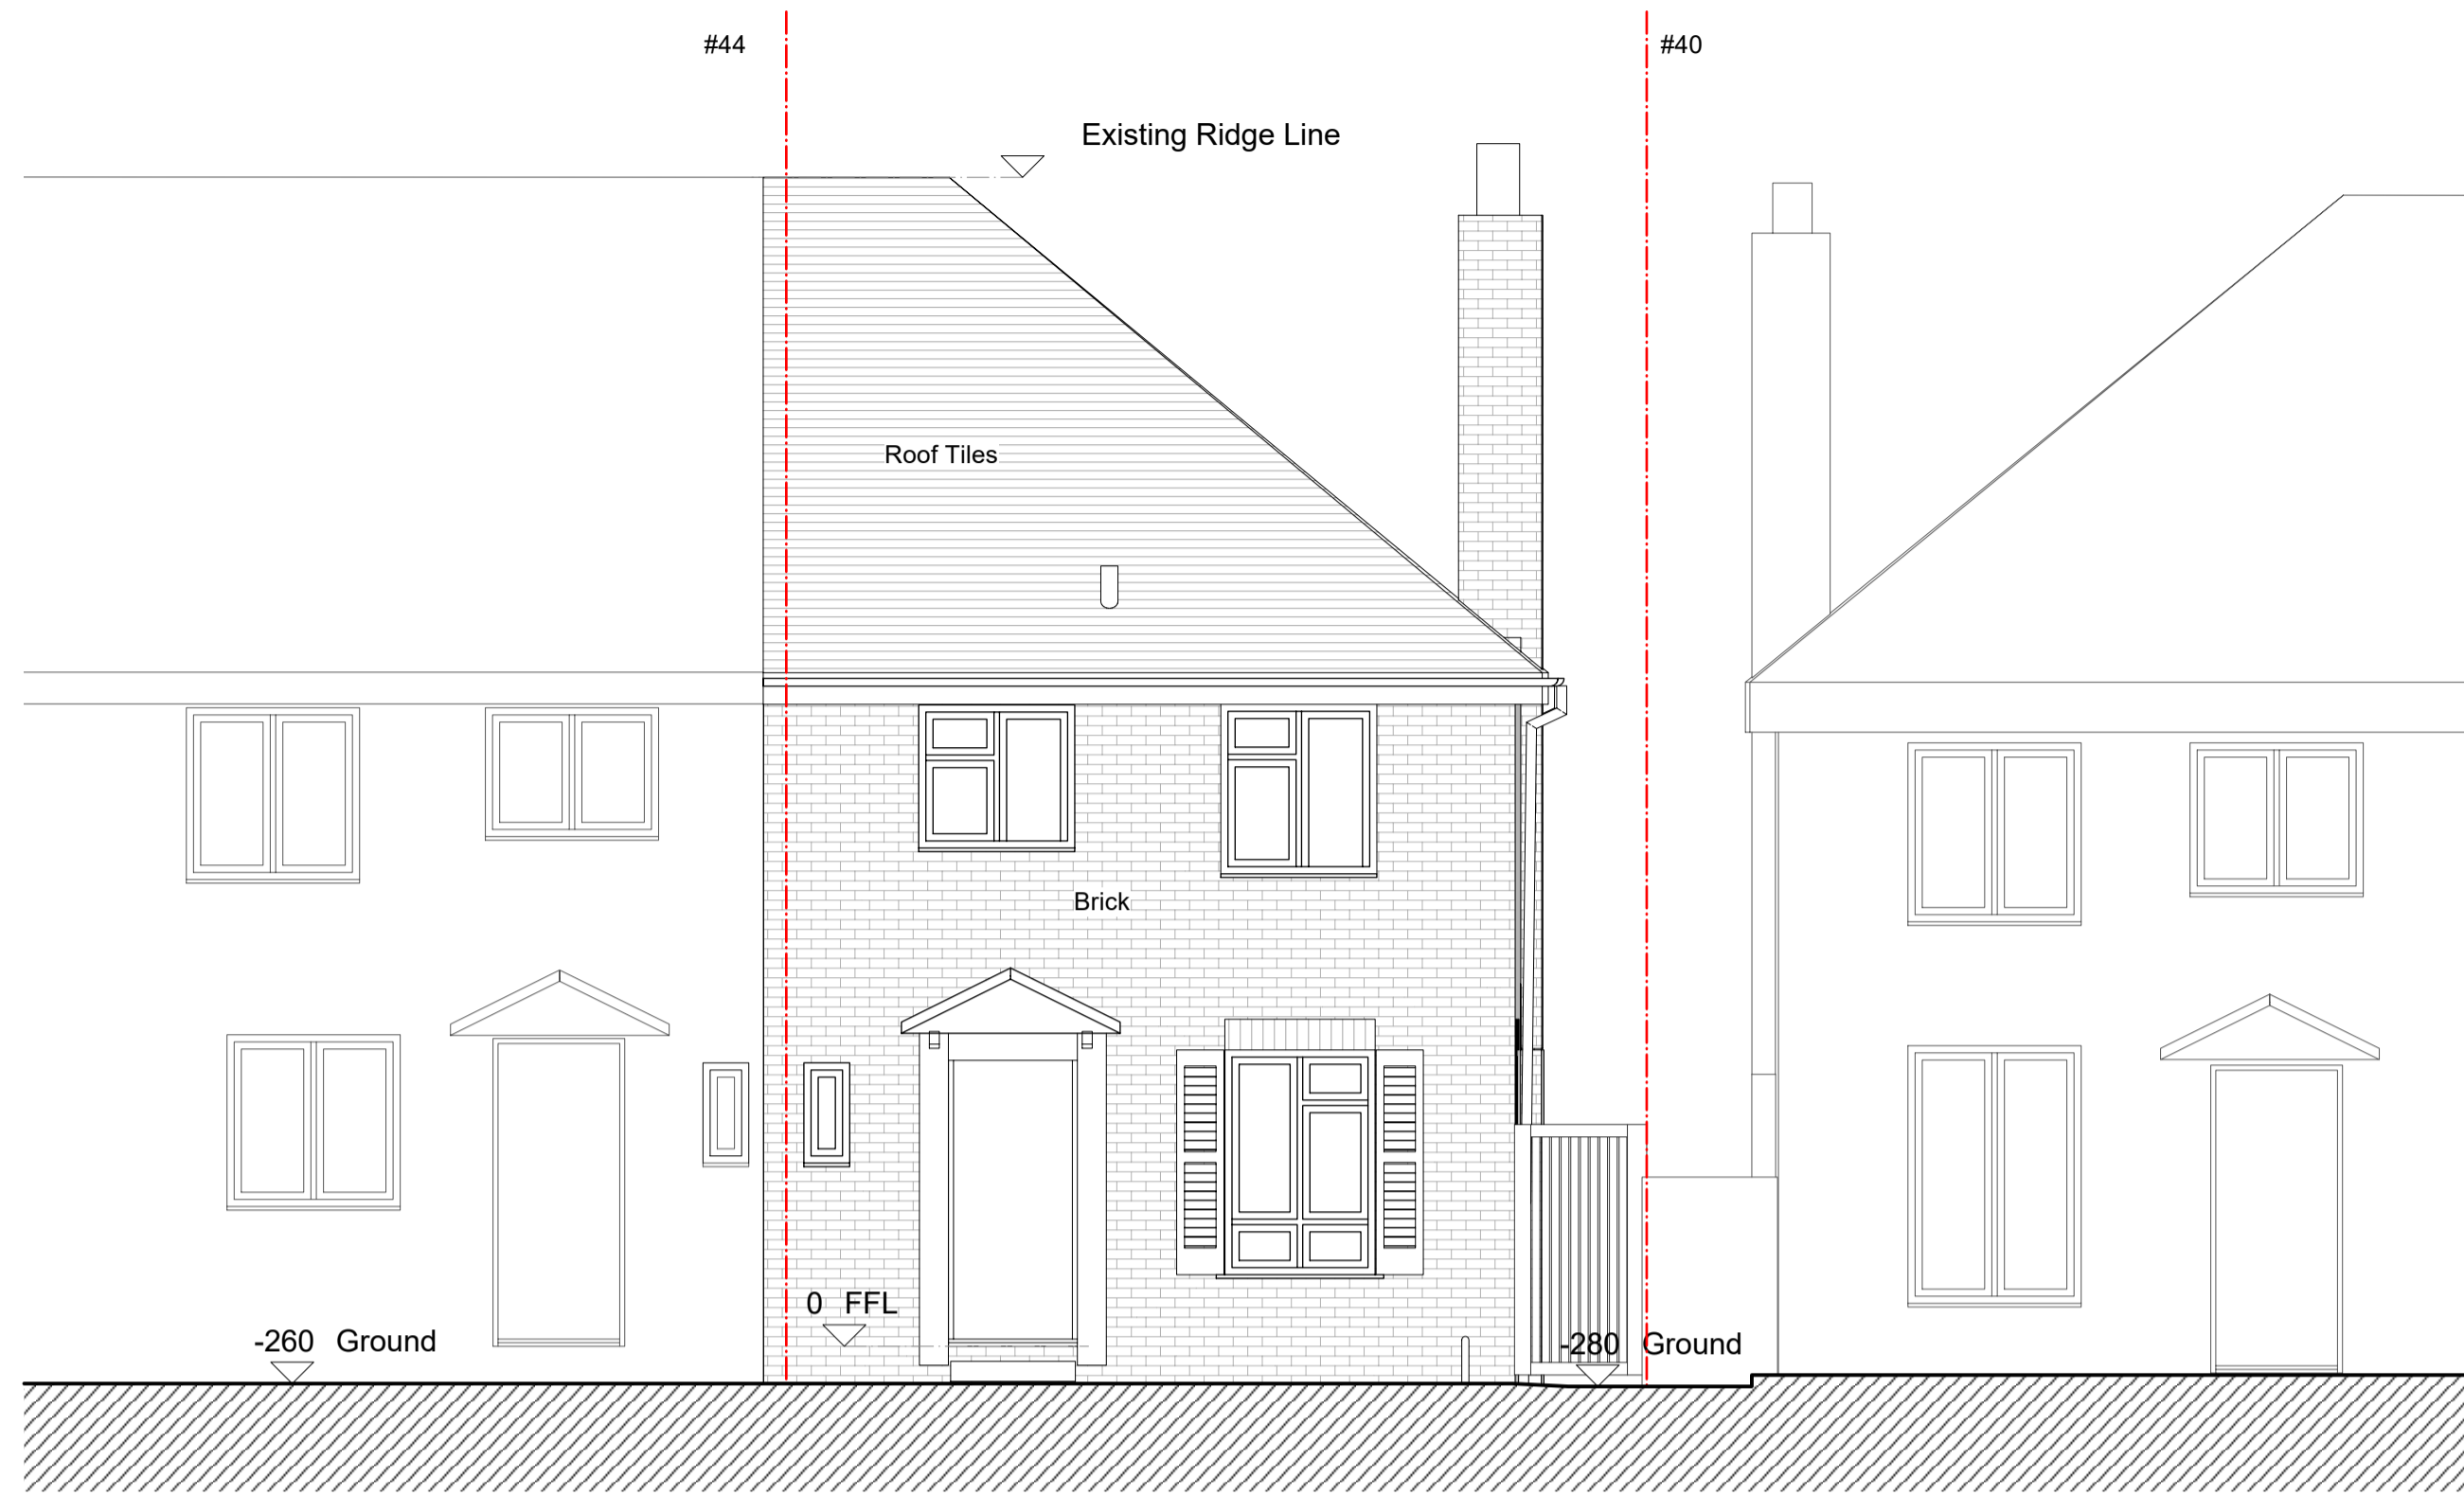 #44
#40
Existing Ridge Line
Roof Tiles
Brick
0 FFL
-260 Ground
-280 Ground